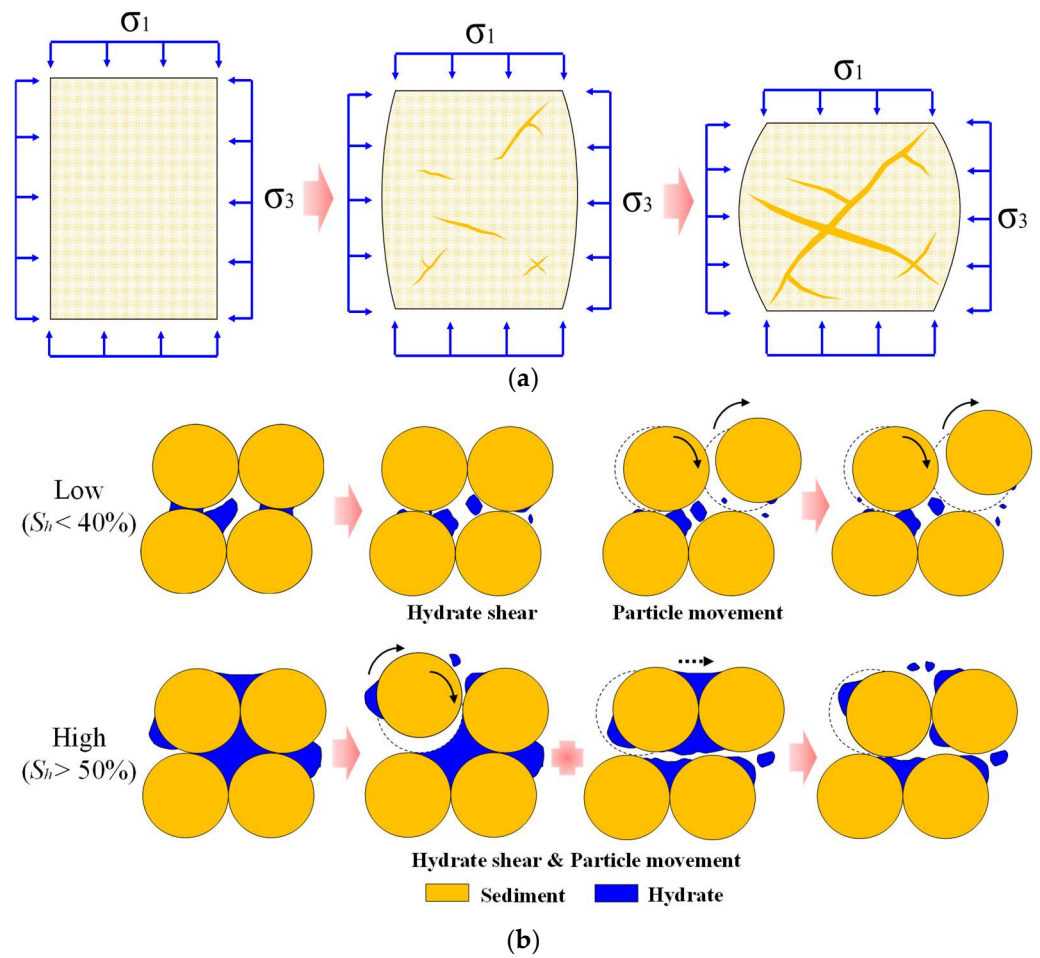 σ1
σ1
σ1
σ3
σ3
σ3
(a)
Low
(Sh< 40%)
Hydrate shear
Particle movement
High
(Sh> 50%)
Hydrate shear & Particle movement
Sediment
Hydrate
(b)